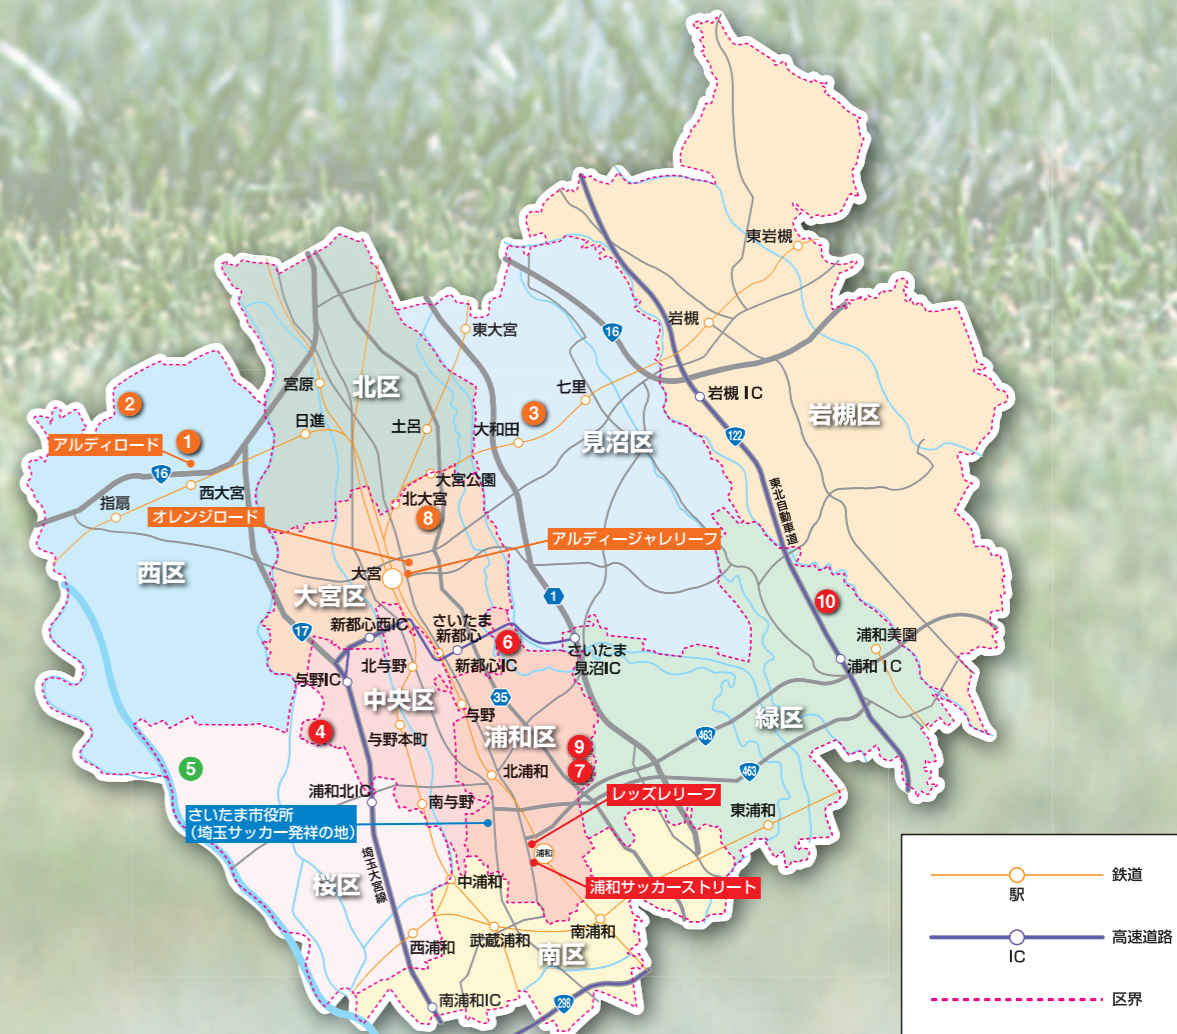 東岩槻
岩槻
16
東大宮
七里
岩槻 IC
北区
宮原
岩槻区
2
3
日進
土呂
大和田
見沼区
122
アルディロード
1
16
西大宮
大宮公園
東北自動車道
指扇
北大宮
オレンジロード
8
アルディージャレリーフ
西区
大宮
大宮区
1
10
17
新都心西IC
さいたま
新都心
6
浦和美園
さいたま
見沼IC
北与野
新都心IC
浦和 IC
与野IC
中央区
35
与野
緑区
4
与野本町
浦和区
463
9
5
北浦和
7
463
浦和北IC
南与野
レッズレリーフ
東浦和
さいたま市役所
(埼玉サッカー発祥の地)
浦和
埼玉大宮線
桜区
中浦和
浦和サッカーストリート
西浦和
武蔵浦和
南浦和
南区
南浦和IC
298
鉄道
駅
高速道路
IC
区界